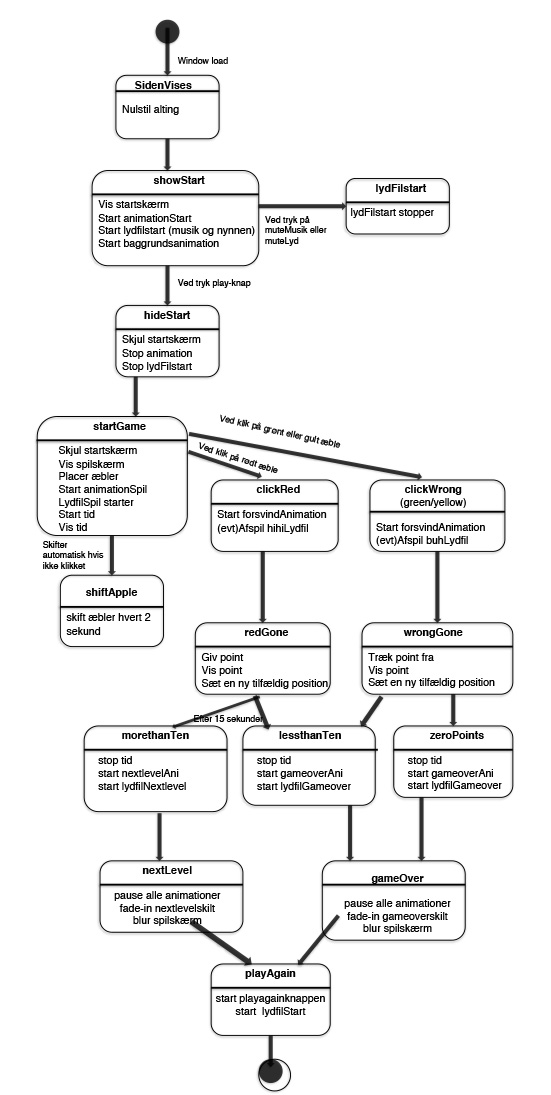 Window load
SidenVises
Nulstil alting
showStart
Vis startskærm
Start animationStart
Start lydfilstart (musik og nynnen)
Start baggrundsanimation
Ved tryk på
muteMusik eller
muteLyd
lydFilstart
lydFilstart stopper
Ved tryk play-knap
hideStart
Skjul startskærm
Stop animation
Stop lydFilstart
startGame
Skjul startskærm
Vis spilskærm
Placer æbler
Start animationSpil
LydfilSpil starter
Start tid
Vis tid
Ved klik på grønt eller gult æble
Ved klik på rødt æble
clickRed
Start forsvindAnimation
(evt)Afspil hihiLydfil
clickWrong
(green/yellow)
Start forsvindAnimation
(evt)Afspil buhLydfil
Skifter
automatisk hvis
ikke klikket
shiftApple
skift æbler hvert 2
sekund
redGone
Giv point
Vis point
Sæt en ny tilfældig position
wrongGone
Træk point fra
Vis point
Sæt en ny tilfældig position
Efter 15 sekunder
morethanTen
stop tid
start nextlevelAni
start lydfilNextlevel
lessthanTen
stop tid
start gameoverAni
start lydfilGameover
zeroPoints
stop tid
start gameoverAni
start lydfilGameover
nextLevel
pause alle animationer
fade-in nextlevelskilt
blur spilskærm
gameOver
pause alle animationer
fade-in gameoverskilt
blur spilskærm
playAgain
start playagainknappen
start lydfilStart